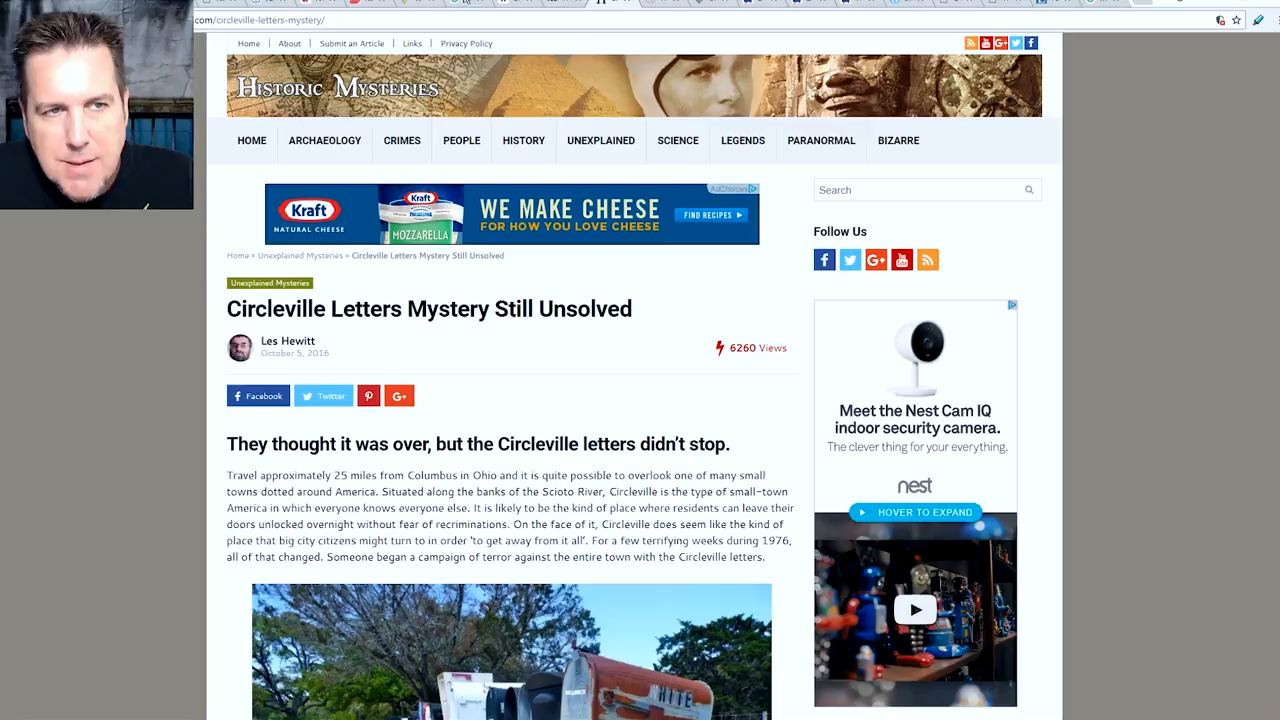 com/circleville-letters-mystery/
Home
About
Submit an Article
Links
Privacy Policy
HISTORIC MYSTERIES
HOME
ARCHAEOLOGY
CRIMES
PEOPLE
HISTORY
UNEXPLAINED
SCIENCE
LEGENDS
PARANORMAL
BIZARRE
AdChoices
Kraft
NATURAL CHEESE
Kraft
PHILADELPHIA
MOZZARELLA
WE MAKE CHEESE
FOR HOW YOU LOVE CHEESE
FIND RECIPES
Search
Home » Unexplained Mysteries » Circleville Letters Mystery Still Unsolved
Follow Us
Unexplained Mysteries
Circleville Letters Mystery Still Unsolved
Les Hewitt
October 5, 2016
6260 Views
Facebook
Twitter
G+
They thought it was over, but the Circleville letters didn't stop.
Travel approximately 25 miles from Columbus in Ohio and it is quite possible to overlook one of many small
towns dotted around America. Situated along the banks of the Scioto River, Circleville is the type of small-town
America in which everyone knows everyone else. It is likely to be the kind of place where residents can leave their
doors unlocked overnight without fear of recriminations. On the face of it, Circleville does seem like the kind of
place that big city citizens might turn to in order 'to get away from it all'. For a few terrifying weeks during 1976,
all of that changed. Someone began a campaign of terror against the entire town with the Circleville letters.
WHITE
Meet the Nest Cam IQ
indoor security camera.
The clever thing for your everything.
nest
HOVER TO EXPAND